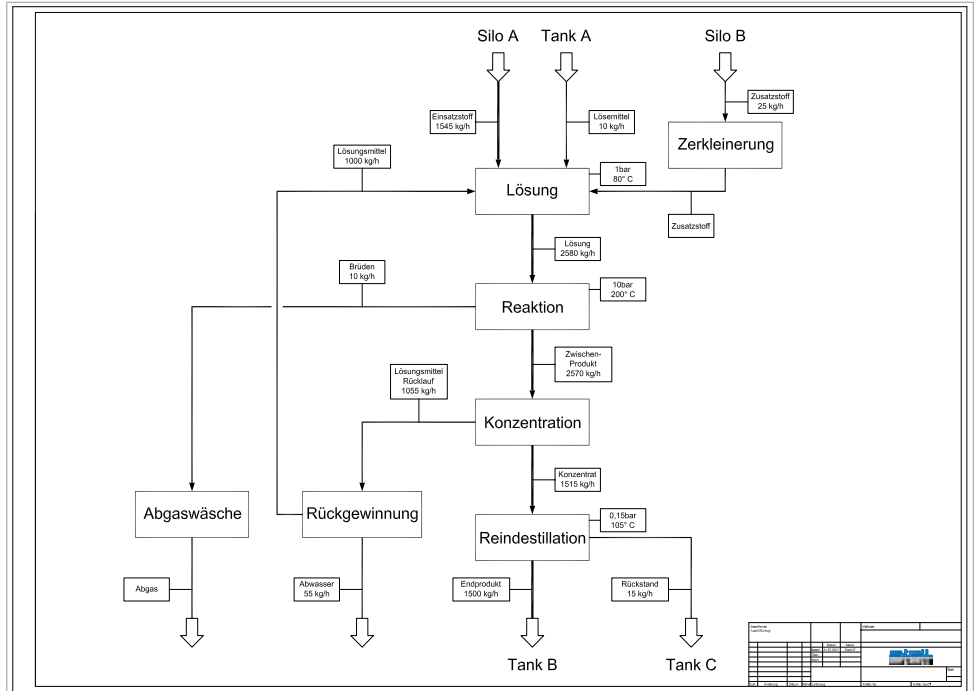 Silo A
Tank A
Silo B
Zusatzstoff
25 kg/h
Einsatzstoff
1545 kg/h
Lösemittel
10 kg/h
Zerkleinerung
Lösungsmittel
1000 kg/h
1bar
80° C
Lösung
Zusatzstoff
Lösung
2580 kg/h
Brüden
10 kg/h
10bar
200° C
Reaktion
Zwischen-
Produkt
2570 kg/h
Lösungsmittel
Rücklauf
1055 kg/h
Konzentration
Konzentrat
1515 kg/h
Abgaswäsche
Rückgewinnung
0,15bar
105° C
Reindestillation
Abgas
Abwasser
55 kg/h
Endprodukt
1500 kg/h
Rückstand
15 kg/h
Tank B
Tank C